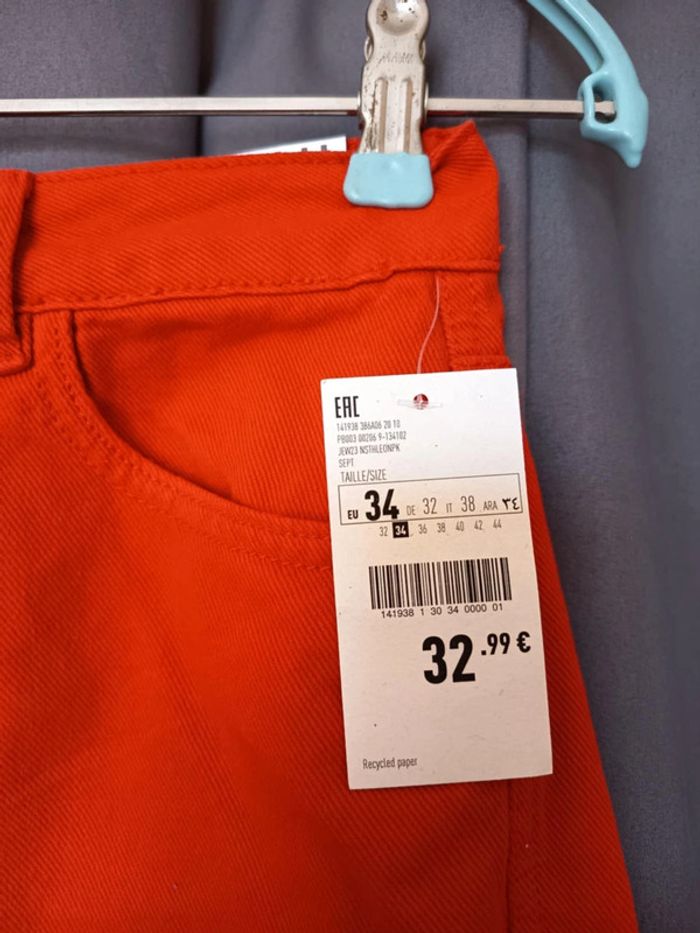 EAC
141938 3B6A06 20 10
PB003 00206 9-134102
JEW23 NSTHLEONPK
SEPT
TAILLE/SIZE
EU 34 DE 32 IT 38 ARA ٣٤
32 34 36 38 40 42 44
141938 1 30 34 0000 01
32.99 €
Recycled paper